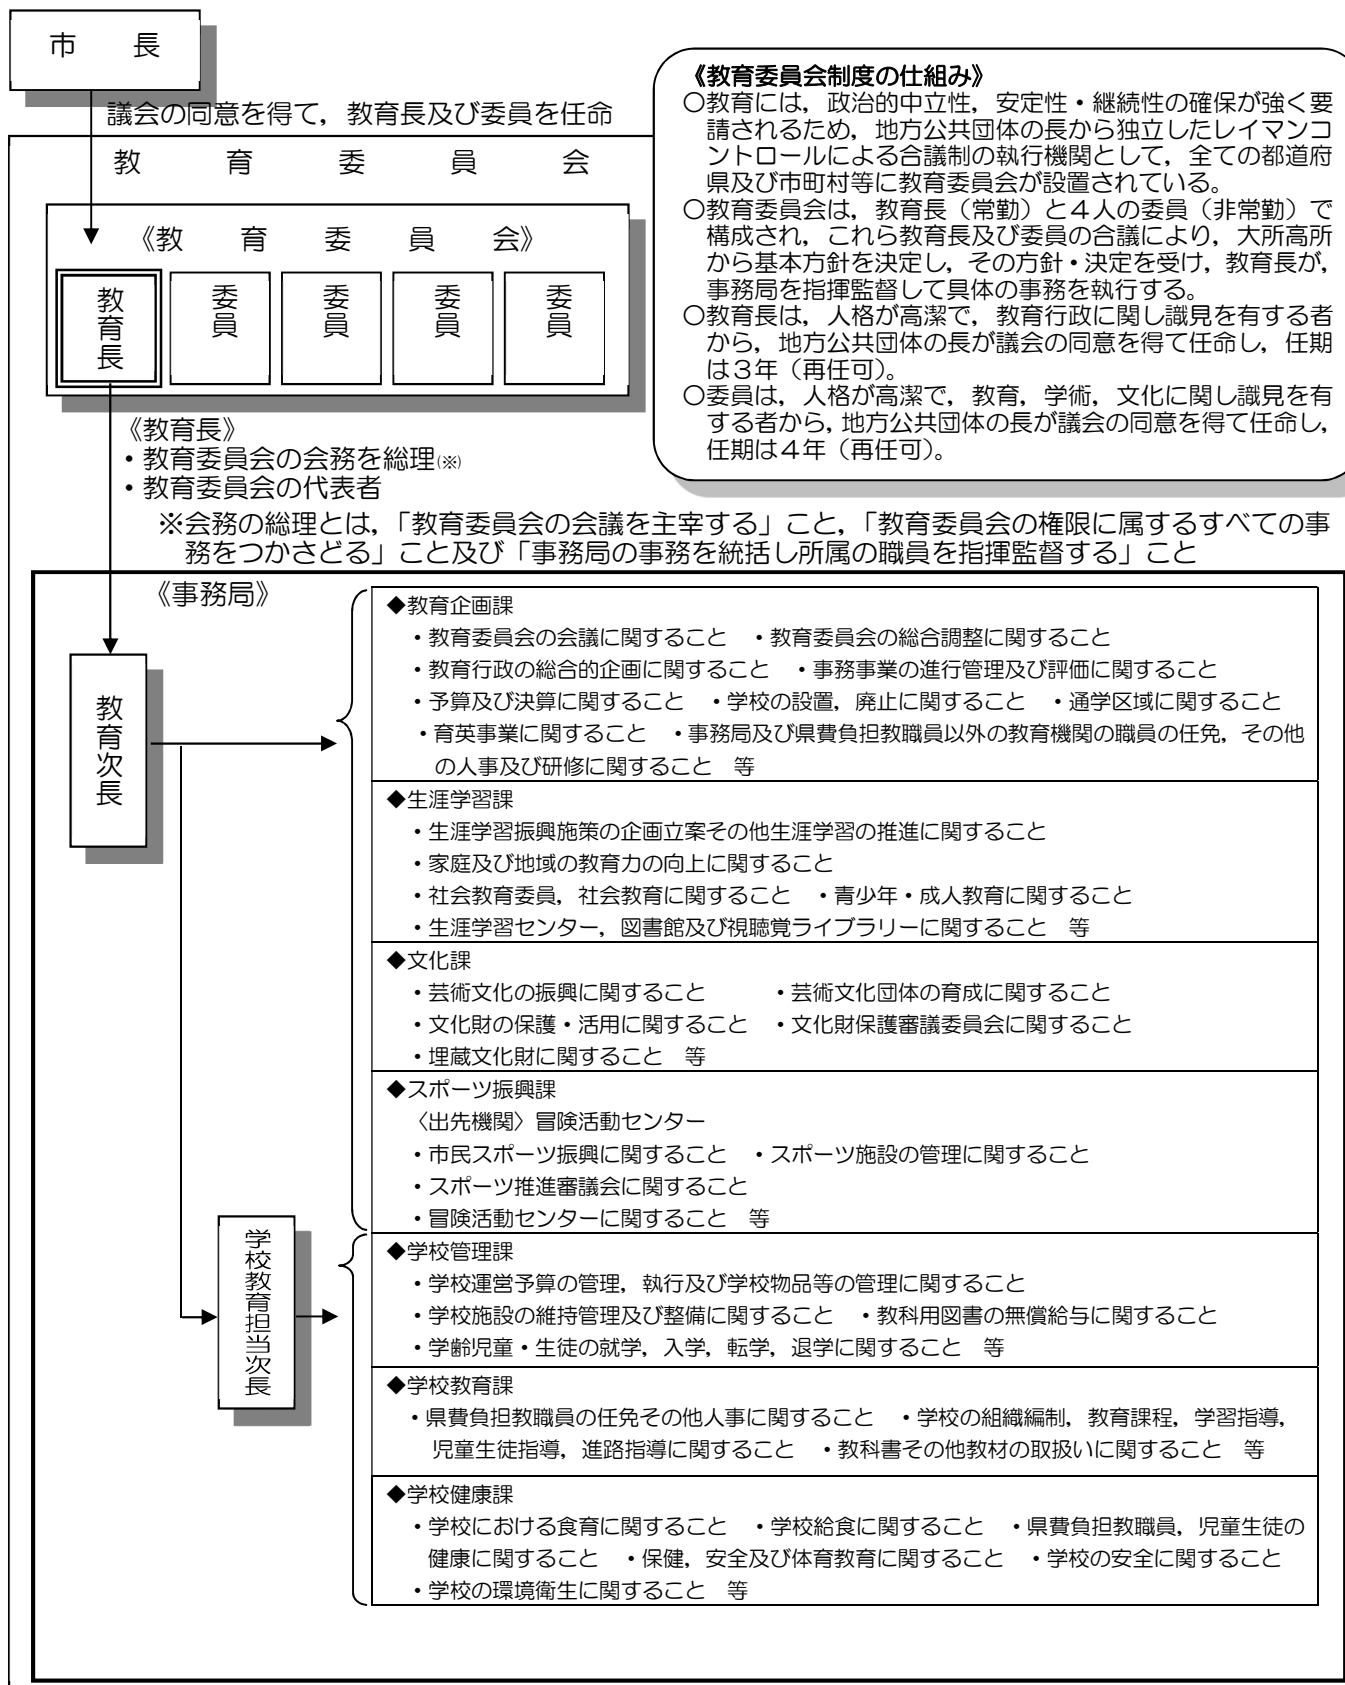 市　長
議会の同意を得て，教育長及び委員を任命
教　育　委　員　会
《教　育　委　員　会》
教育長
委員
委員
委員
委員
《教育委員会制度の仕組み》
○教育には，政治的中立性，安定性・継続性の確保が強く要
請されるため，地方公共団体の長から独立したレイマンコ
ントロールによる合議制の執行機関として，全ての都道府
県及び市町村等に教育委員会が設置されている。
○教育委員会は，教育長（常勤）と４人の委員（非常勤）で
構成され，これら教育長及び委員の合議により，大所高所
から基本方針を決定し，その方針・決定を受け，教育長が，
事務局を指揮監督して具体の事務を執行する。
○教育長は，人格が高潔で，教育行政に関し識見を有する者
から，地方公共団体の長が議会の同意を得て任命し，任期
は３年（再任可）。
○委員は，人格が高潔で，教育，学術，文化に関し識見を有
する者から，地方公共団体の長が議会の同意を得て任命し，
任期は４年（再任可）。
《教育長》
・教育委員会の会務を総理(※)
・教育委員会の代表者
※会務の総理とは，「教育委員会の会議を主宰する」こと，「教育委員会の権限に属するすべての事
務をつかさどる」こと及び「事務局の事務を統括し所属の職員を指揮監督する」こと
《事務局》
教育次長
◆教育企画課
・教育委員会の会議に関すること　・教育委員会の総合調整に関すること
・教育行政の総合的企画に関すること　・事務事業の進行管理及び評価に関すること
・予算及び決算に関すること　・学校の設置，廃止に関すること　・通学区域に関すること
・育英事業に関すること　・事務局及び県費負担教職員以外の教育機関の職員の任免，その他
の人事及び研修に関すること　等
◆生涯学習課
・生涯学習振興施策の企画立案その他生涯学習の推進に関すること
・家庭及び地域の教育力の向上に関すること
・社会教育委員，社会教育に関すること　・青少年・成人教育に関すること
・生涯学習センター，図書館及び視聴覚ライブラリーに関すること　等
◆文化課
・芸術文化の振興に関すること　・芸術文化団体の育成に関すること
・文化財の保護・活用に関すること　・文化財保護審議委員会に関すること
・埋蔵文化財に関すること　等
◆スポーツ振興課
〈出先機関〉冒険活動センター
・市民スポーツ振興に関すること　・スポーツ施設の管理に関すること
・スポーツ推進審議会に関すること
・冒険活動センターに関すること　等
学校教育担当次長
◆学校管理課
・学校運営予算の管理，執行及び学校物品等の管理に関すること
・学校施設の維持管理及び整備に関すること　・教科用図書の無償給与に関すること
・学齢児童・生徒の就学，入学，転学，退学に関すること　等
◆学校教育課
・県費負担教職員の任免その他人事に関すること　・学校の組織編制，教育課程，学習指導，
児童生徒指導，進路指導に関すること　・教科書その他教材の取扱いに関すること　等
◆学校健康課
・学校における食育に関すること　・学校給食に関すること　・県費負担教職員，児童生徒の
健康に関すること　・保健，安全及び体育教育に関すること　・学校の安全に関すること
・学校の環境衛生に関すること　等